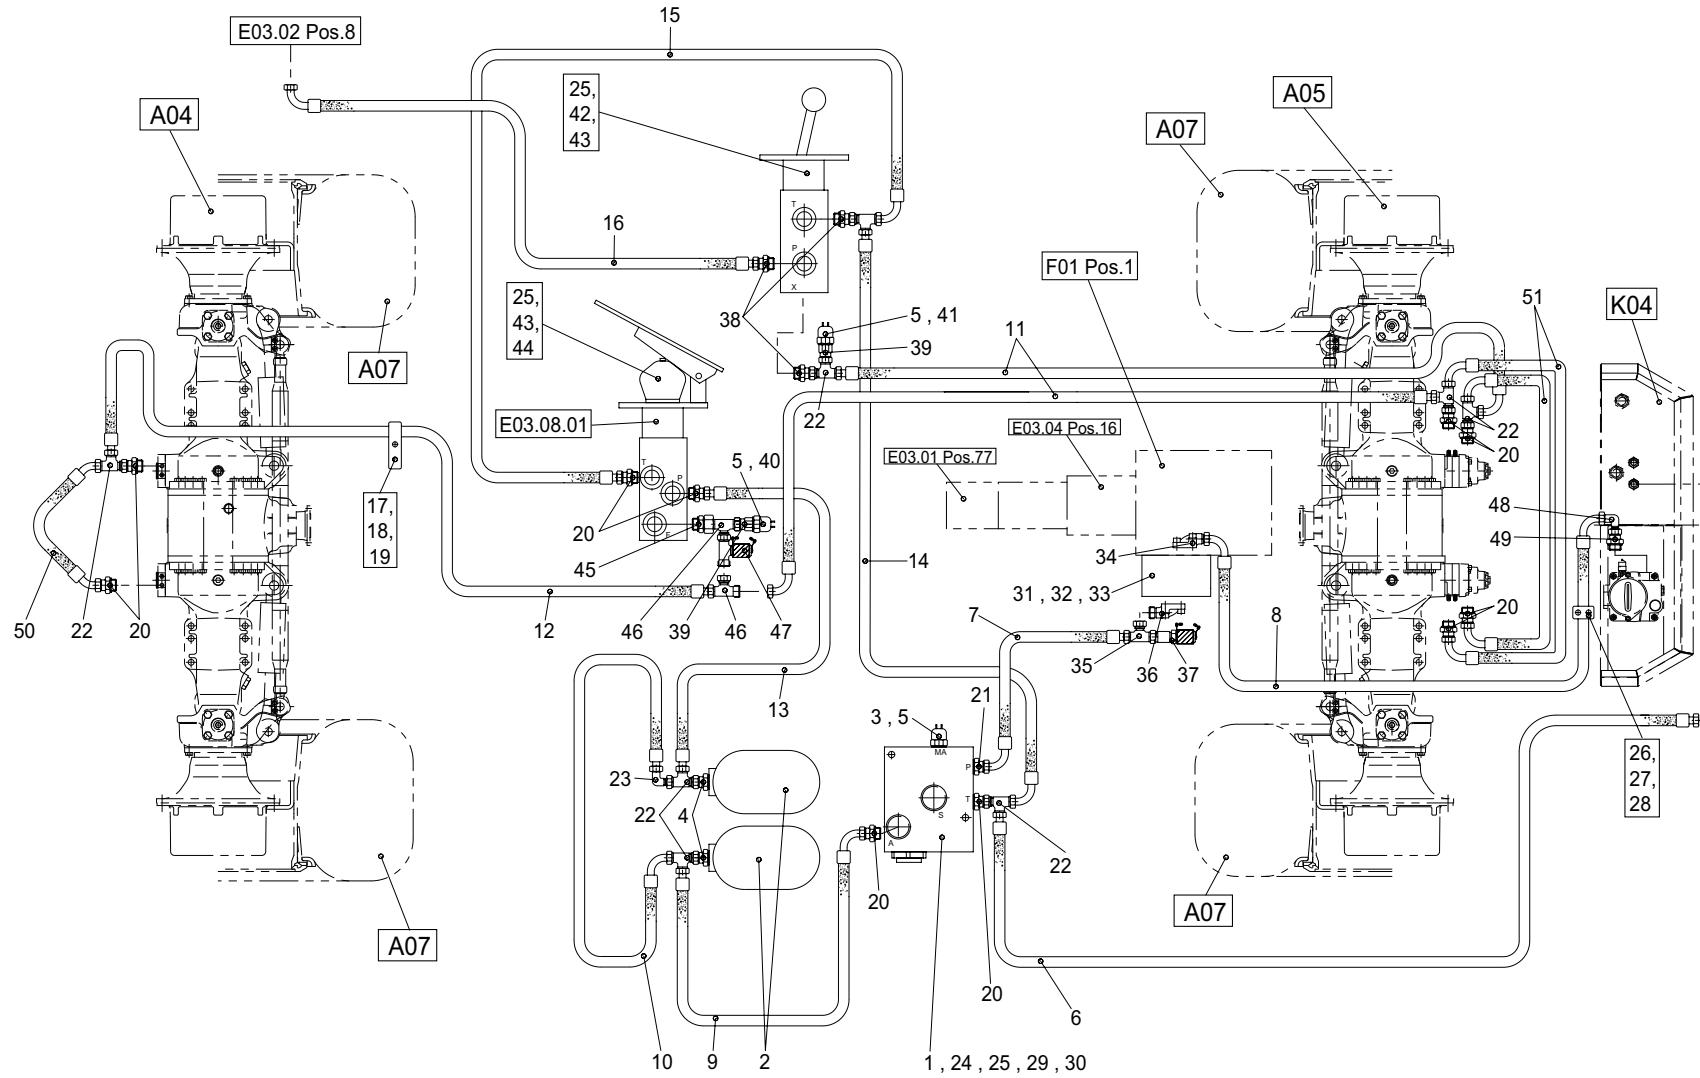 15
E03.02 Pos.8
A04
25,
42,
43
A05
A07
T
P
X
16
F01 Pos.1
51
K04
25,
43,
44
38
5 , 41
39
11
A07
22
E03.08.01
E03.04 Pos.16
E03.01 Pos.77
22
20
T
P
5 , 40
17,
18,
19
20
F
45
48
49
34
14
31 , 32 , 33
20
50
22
20
12
46
39
46
47
7
8
35
36
37
13
21
3 , 5
MA
P
26,
27,
28
23
T
S
22
4
A
22
20
A07
A07
20
6
10
9
2
1 , 24 , 25 , 29 , 30